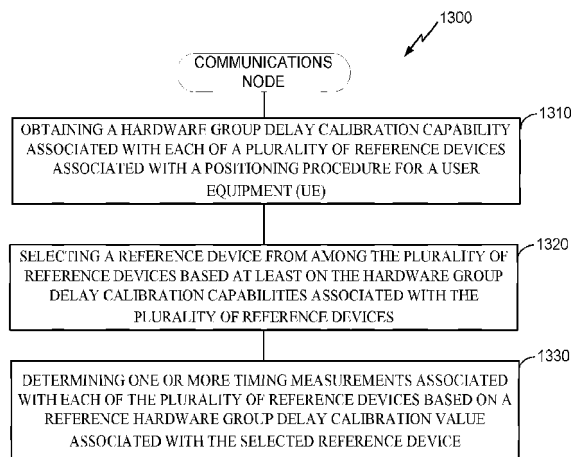 1300
COMMUNICATIONS
NODE
1310
OBTAINING A HARDWARE GROUP DELAY CALIBRATION CAPABILITY
ASSOCIATED WITH EACH OF A PLURALITY OF REFERENCE DEVICES
ASSOCIATED WITH A POSITIONING PROCEDURE FOR A USER
EQUIPMENT (UE)
1320
SELECTING A REFERENCE DEVICE FROM AMONG THE PLURALITY OF
REFERENCE DEVICES BASED AT LEAST ON THE HARDWARE GROUP
DELAY CALIBRATION CAPABILITIES ASSOCIATED WITH THE
PLURALITY OF REFERENCE DEVICES
1330
DETERMINING ONE OR MORE TIMING MEASUREMENTS ASSOCIATED
WITH EACH OF THE PLURALITY OF REFERENCE DEVICES BASED ON A
REFERENCE HARDWARE GROUP DELAY CALIBRATION VALUE
ASSOCIATED WITH THE SELECTED REFERENCE DEVICE